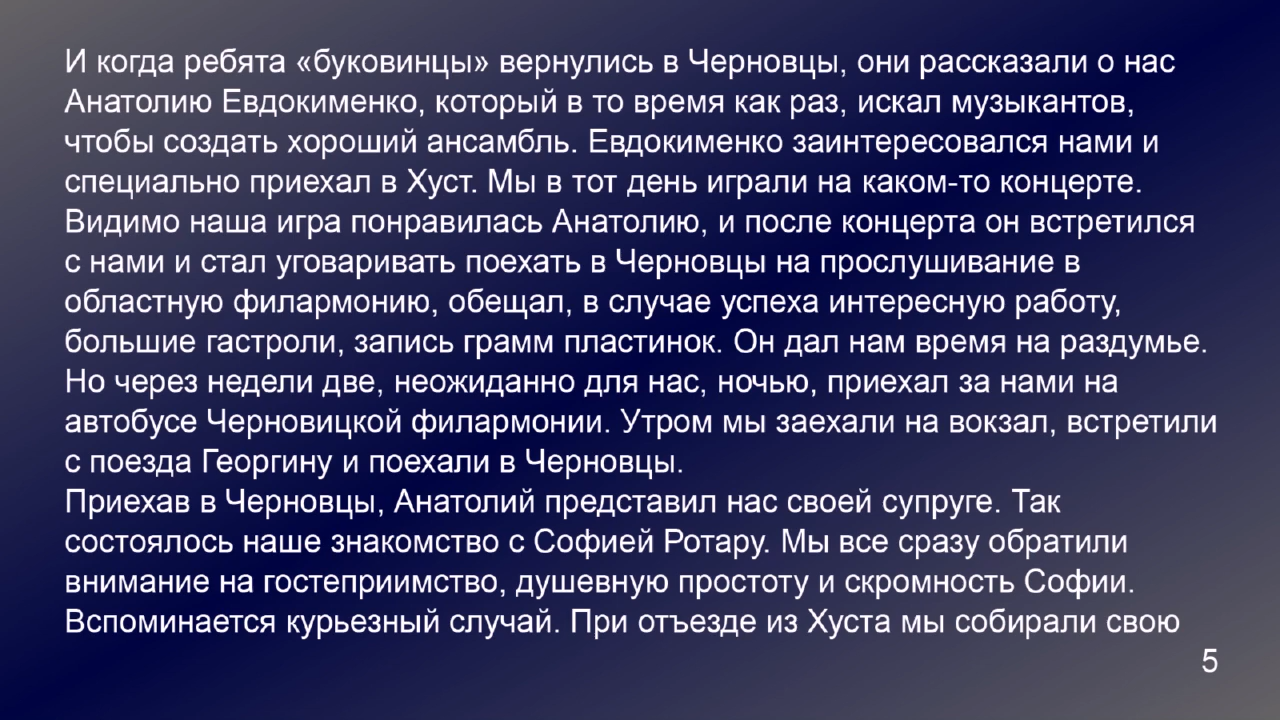 И когда ребята «буковинцы» вернулись в Черновцы, они рассказали о нас
Анатолию Евдокименко, который в то время как раз, искал музыкантов,
чтобы создать хороший ансамбль. Евдокименко заинтересовался нами и
специально приехал в Хуст. Мы в тот день играли на каком-то концерте.
Видимо наша игра понравилась Анатолию, и после концерта он встретился
с нами и стал уговаривать поехать в Черновцы на прослушивание в
областную филармонию, обещал, в случае успеха интересную работу,
большие гастроли, запись грамм пластинок. Он дал нам время на раздумье.
Но через недели две, неожиданно для нас, ночью, приехал за нами на
автобусе Черновицкой филармонии. Утром мы заехали на вокзал, встретили
с поезда Георгину и поехали в Черновцы.
Приехав в Черновцы, Анатолий представил нас своей супруге. Так
состоялось наше знакомство с Софией Ротару. Мы все сразу обратили
внимание на гостеприимство, душевную простоту и скромность Софии.
Вспоминается курьезный случай. При отъезде из Хуста мы собирали свою
5